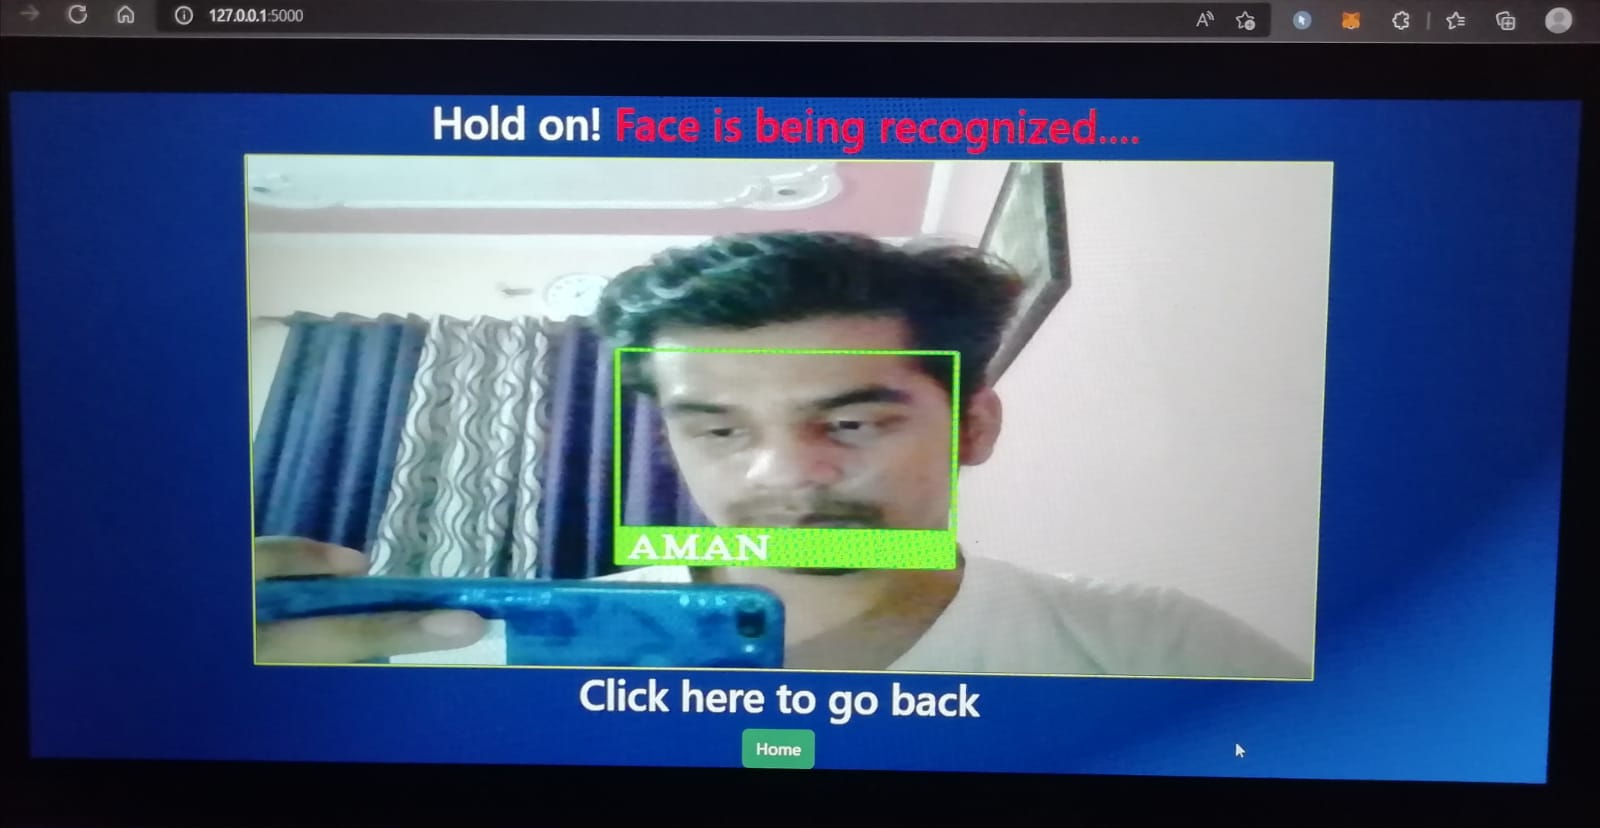 127.0.0.1:5000
Hold on! Face is being recognized....
AMAN
Click here to go back
Home